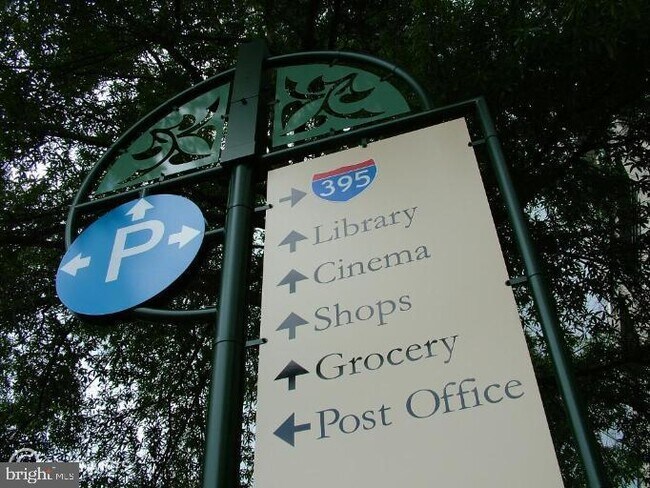 P
395
Library
Cinema
Shops
Grocery
Post Office
bright MLS